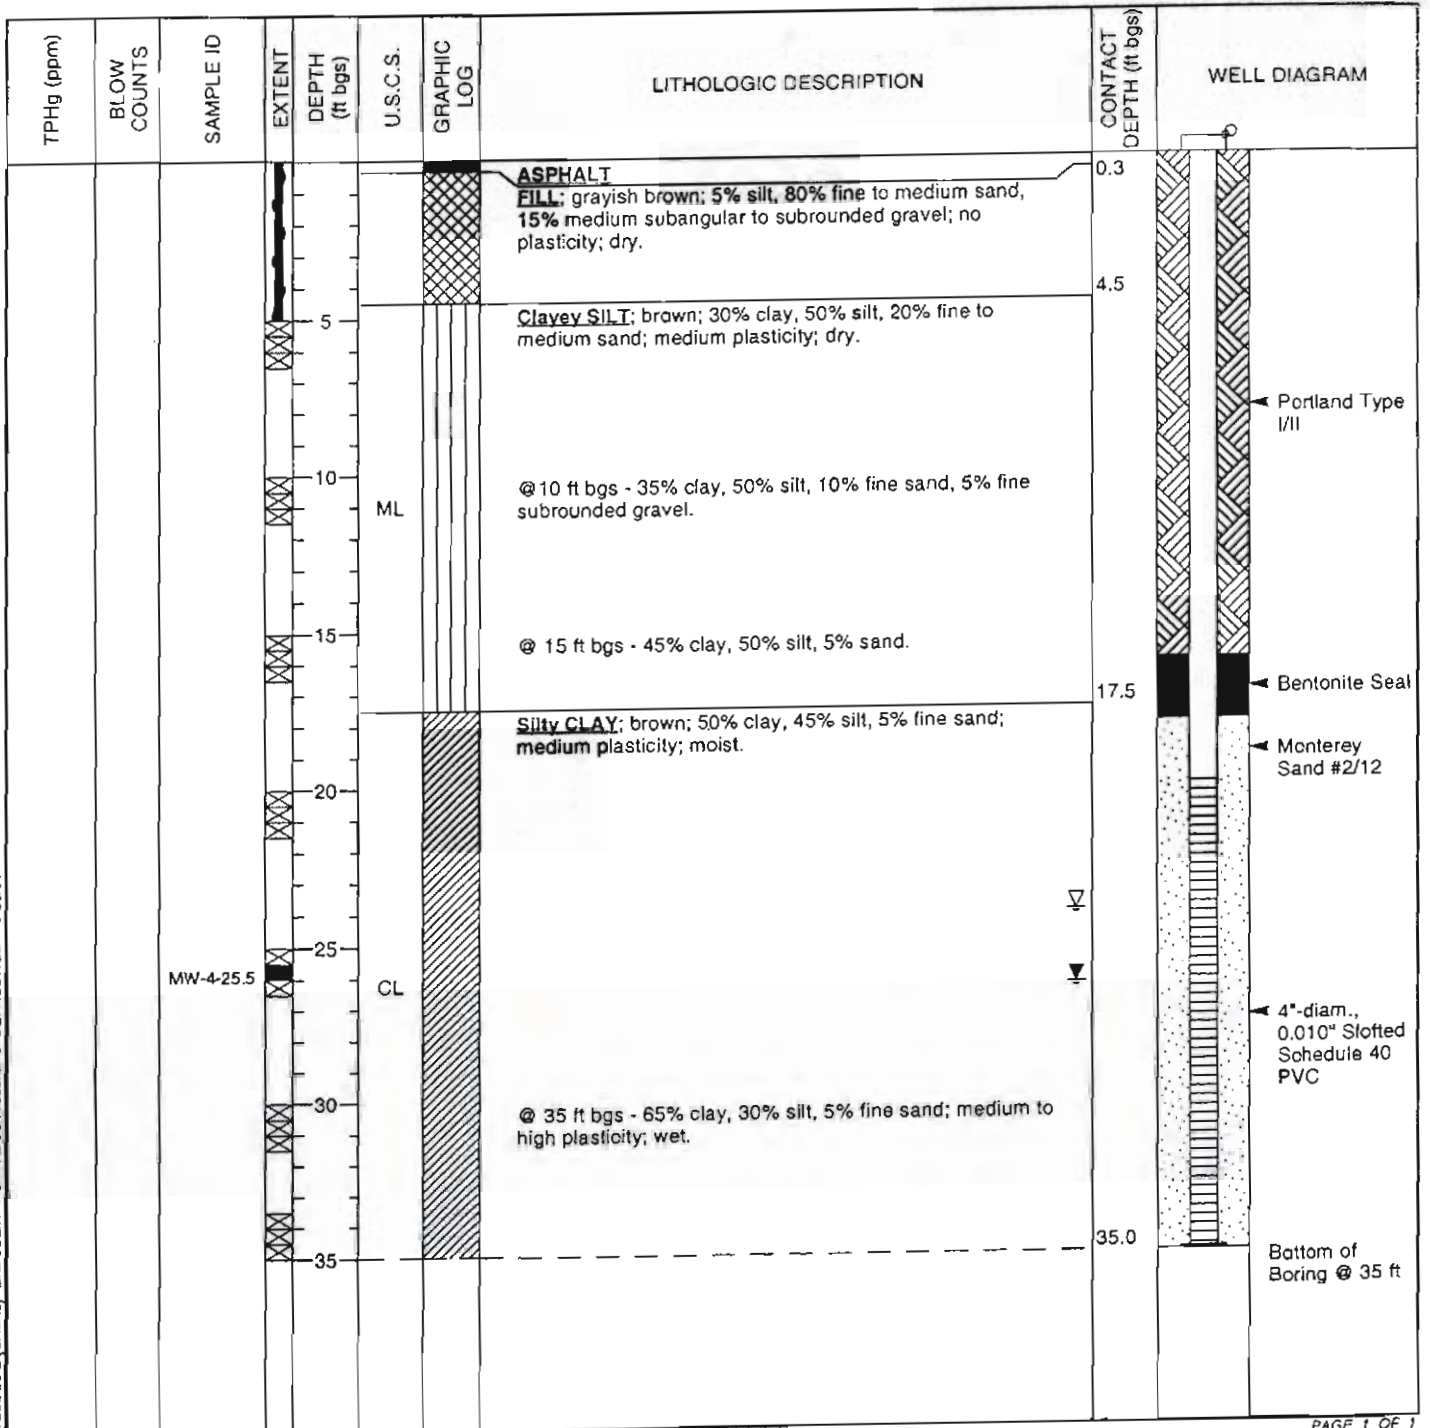 TPHg (ppm)
BLOW
COUNTS
SAMPLE ID
EXTENT
DEPTH
(ft bgs)
U.S.C.S.
GRAPHIC
LOG
LITHOLOGIC DESCRIPTION
CONTACT
DEPTH (ft bgs)
WELL DIAGRAM
ASPHALT
0.3
FILL; grayish brown; 5% silt, 80% fine to medium sand,
15% medium subangular to subrounded gravel; no
plasticity; dry.
4.5
Clayey SILT; brown; 30% clay, 50% silt, 20% fine to
medium sand; medium plasticity; dry.
5
Portland Type
I/II
10
@10 ft bgs - 35% clay, 50% silt, 10% fine sand, 5% fine
subrounded gravel.
ML
15
@ 15 ft bgs - 45% clay, 50% silt, 5% sand.
17.5
Bentonite Seal
Silty CLAY; brown; 50% clay, 45% silt, 5% fine sand;
medium plasticity; moist.
Monterey
Sand #2/12
20
25
MW-4-25.5
CL
4"-diam.,
0.010" Slotted
Schedule 40
PVC
30
@ 35 ft bgs - 65% clay, 30% silt, 5% fine sand; medium to
high plasticity; wet.
35.0
35
Bottom of
Boring @ 35 ft
PAGE 1 OF 1